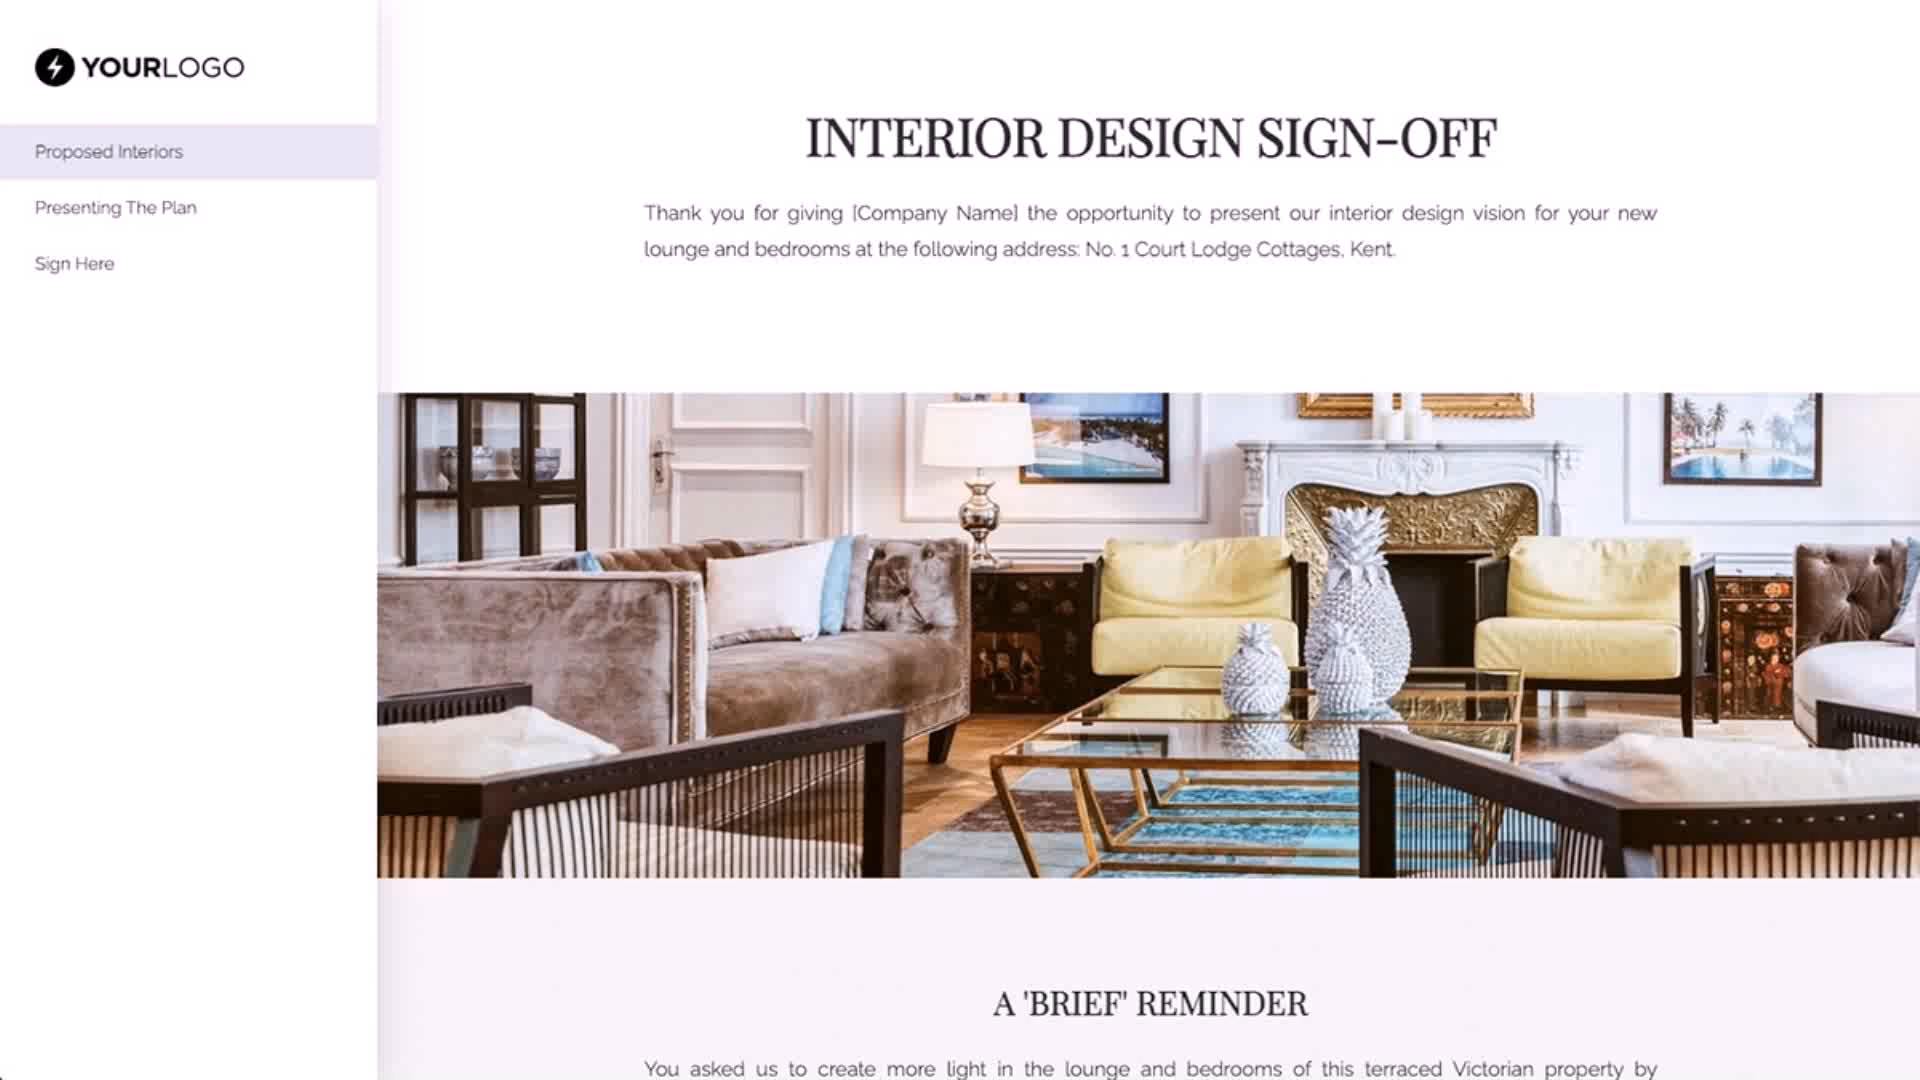 YOURLOGO
Proposed Interiors
Presenting The Plan
Sign Here
INTERIOR DESIGN SIGN-OFF
Thank you for giving [Company Name] the opportunity to present our interior design vision for your new
lounge and bedrooms at the following address: No. 1 Court Lodge Cottages, Kent.
A 'BRIEF' REMINDER
You asked us to create more light in the lounge and bedrooms of this terraced Victorian property by